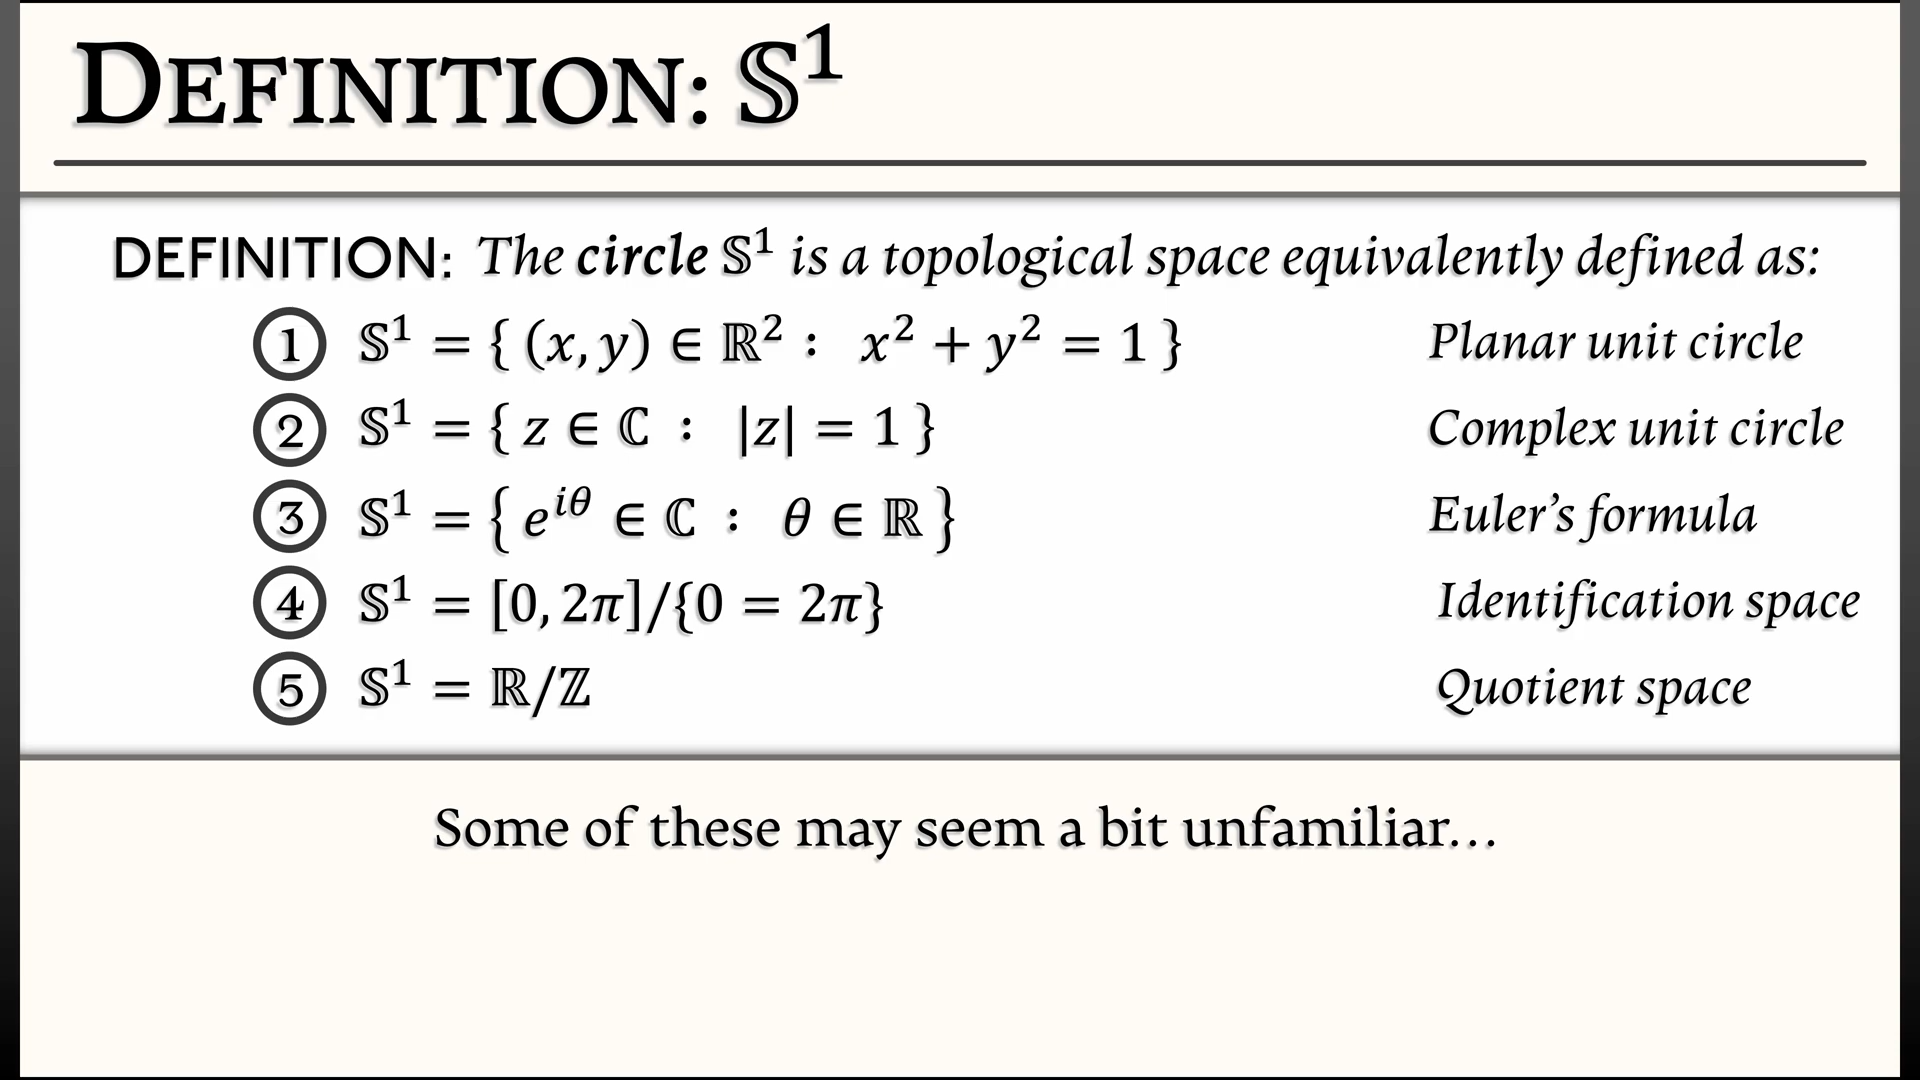 DEFINITION: 𝕊¹
DEFINITION: The circle 𝕊¹ is a topological space equivalently defined as:
1 𝕊¹ = { (x, y) ∈ ℝ² : x² + y² = 1 } Planar unit circle
2 𝕊¹ = { z ∈ ℂ : |z| = 1 } Complex unit circle
3 𝕊¹ = { e^{iθ} ∈ ℂ : θ ∈ ℝ } Euler’s formula
4 𝕊¹ = [0, 2π]/{0 = 2π} Identification space
5 𝕊¹ = ℝ/ℤ Quotient space
Some of these may seem a bit unfamiliar…